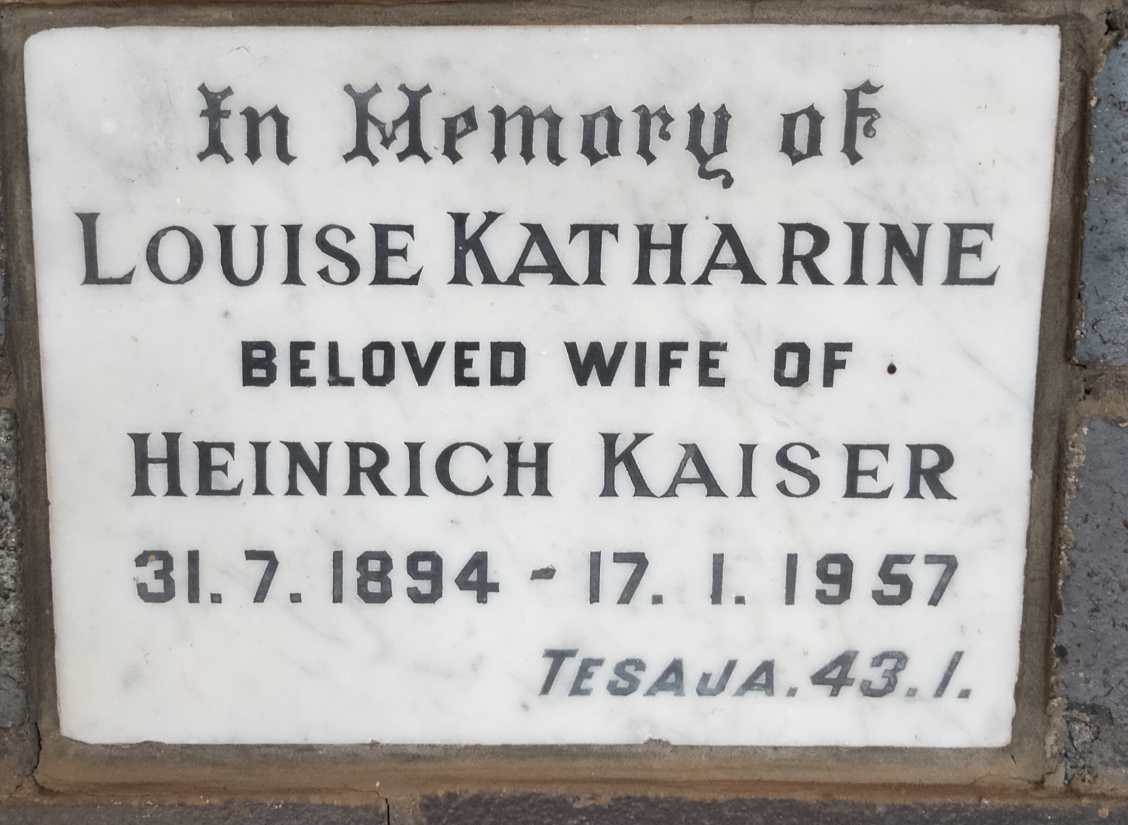 In Memory of
LOUISE KATHARINE
BELOVED WIFE OF
HEINRICH KAISER
31.7.1894 - 17.1.1957
TESAJA.43.1.